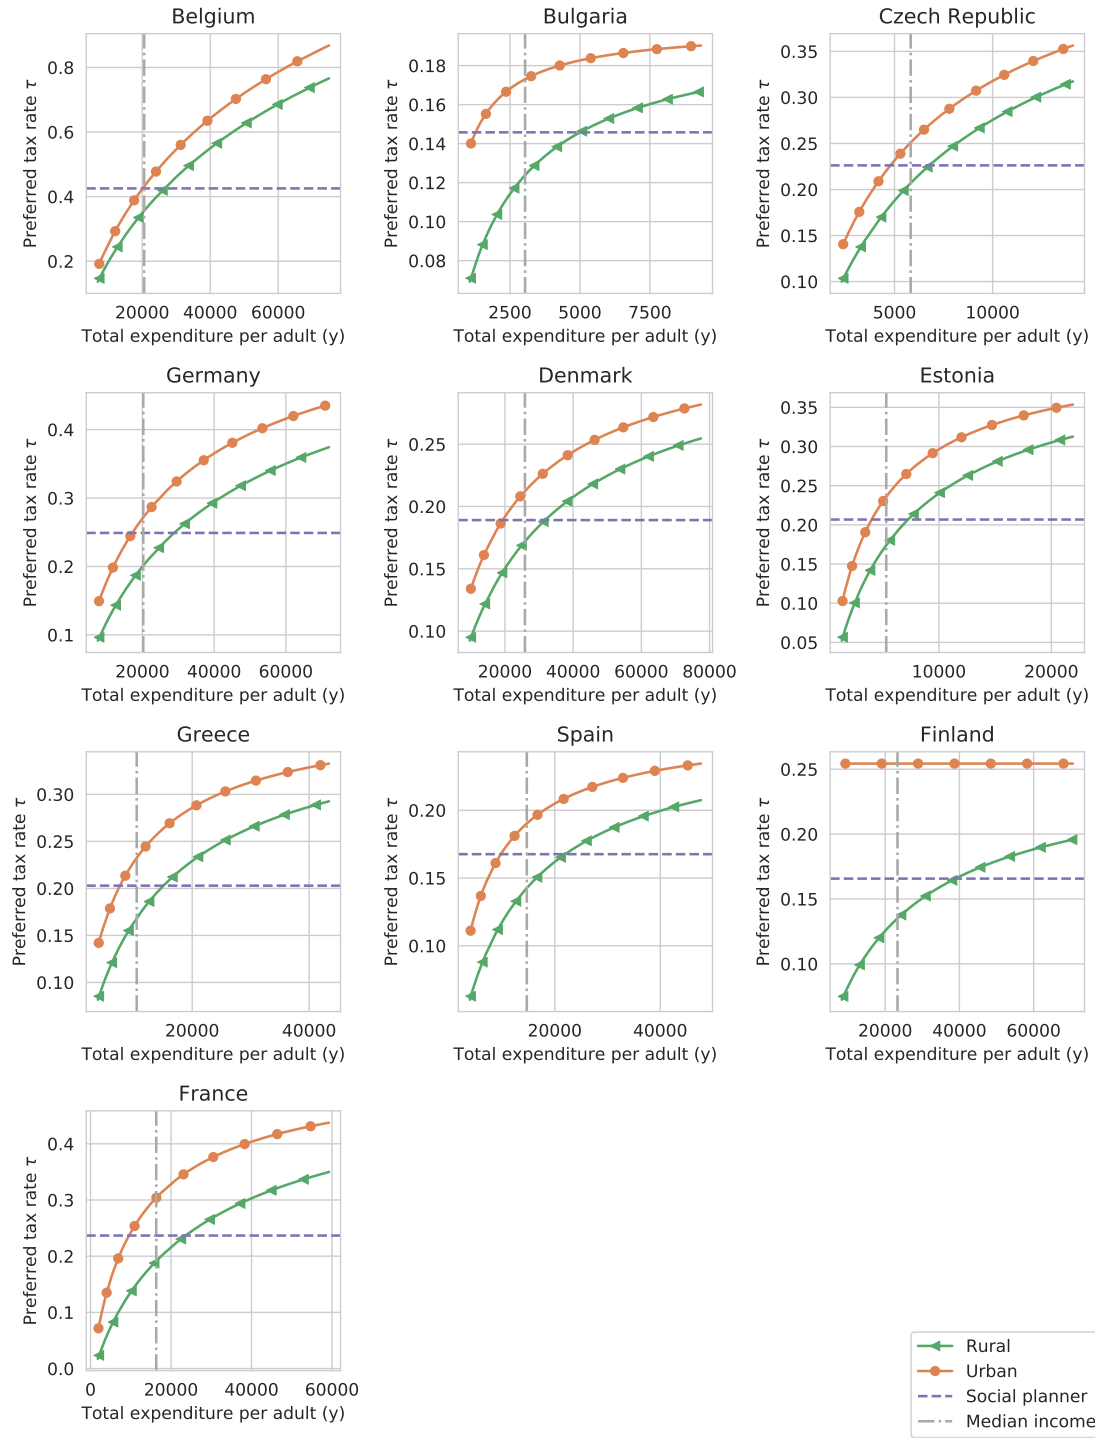 Belgium
Preferred tax rate τ
0.8
0.6
0.4
0.2
20000 40000 60000
Total expenditure per adult (y)
Bulgaria
Preferred tax rate τ
0.18
0.16
0.14
0.12
0.10
0.08
2500 5000 7500
Total expenditure per adult (y)
Czech Republic
Preferred tax rate τ
0.35
0.30
0.25
0.20
0.15
0.10
5000 10000
Total expenditure per adult (y)
Germany
Preferred tax rate τ
0.4
0.3
0.2
0.1
20000 40000 60000
Total expenditure per adult (y)
Denmark
Preferred tax rate τ
0.25
0.20
0.15
0.10
20000 40000 60000 80000
Total expenditure per adult (y)
Estonia
Preferred tax rate τ
0.35
0.30
0.25
0.20
0.15
0.10
0.05
10000 20000
Total expenditure per adult (y)
Greece
Preferred tax rate τ
0.30
0.25
0.20
0.15
0.10
20000 40000
Total expenditure per adult (y)
Spain
Preferred tax rate τ
0.20
0.15
0.10
20000 40000
Total expenditure per adult (y)
Finland
Preferred tax rate τ
0.25
0.20
0.15
0.10
20000 40000 60000
Total expenditure per adult (y)
France
Preferred tax rate τ
0.4
0.3
0.2
0.1
0.0
0 20000 40000 60000
Total expenditure per adult (y)
Rural
Urban
Social planner
Median income